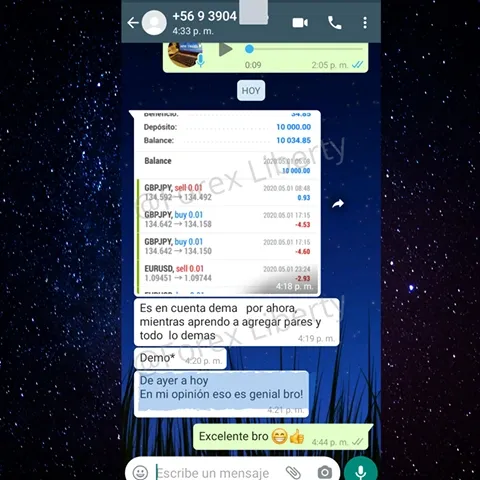 +56 9 3904
4:33 p. m.
0:09
2:05 p. m.
HOY
Beneficio: 34.85
Depósito: 10 000.00
Balance: 10 034.85
Balance 2020.05.01 08:04
10 000.00
GBPJPY, sell 0.01 2020.05.01 08:48
134.592 → 134.492 0.93
GBPJPY, buy 0.01 2020.05.01 17:15
134.642 → 134.158 -4.53
GBPJPY, buy 0.01 2020.05.01 17:15
134.642 → 134.150 -4.60
EURUSD, sell 0.01 2020.05.01 23:24
1.09451 → 1.09744 -2.93
4:18 p. m.
@Forex Liberty
Es en cuenta dema por ahora,
mientras aprendo a agregar pares y
todo lo demas
4:19 p. m.
Demo*
4:20 p. m.
@Forex Liberty
De ayer a hoy
En mi opinión eso es genial bro!
4:21 p. m.
Excelente bro
4:44 p. m.
Escribe un mensaje